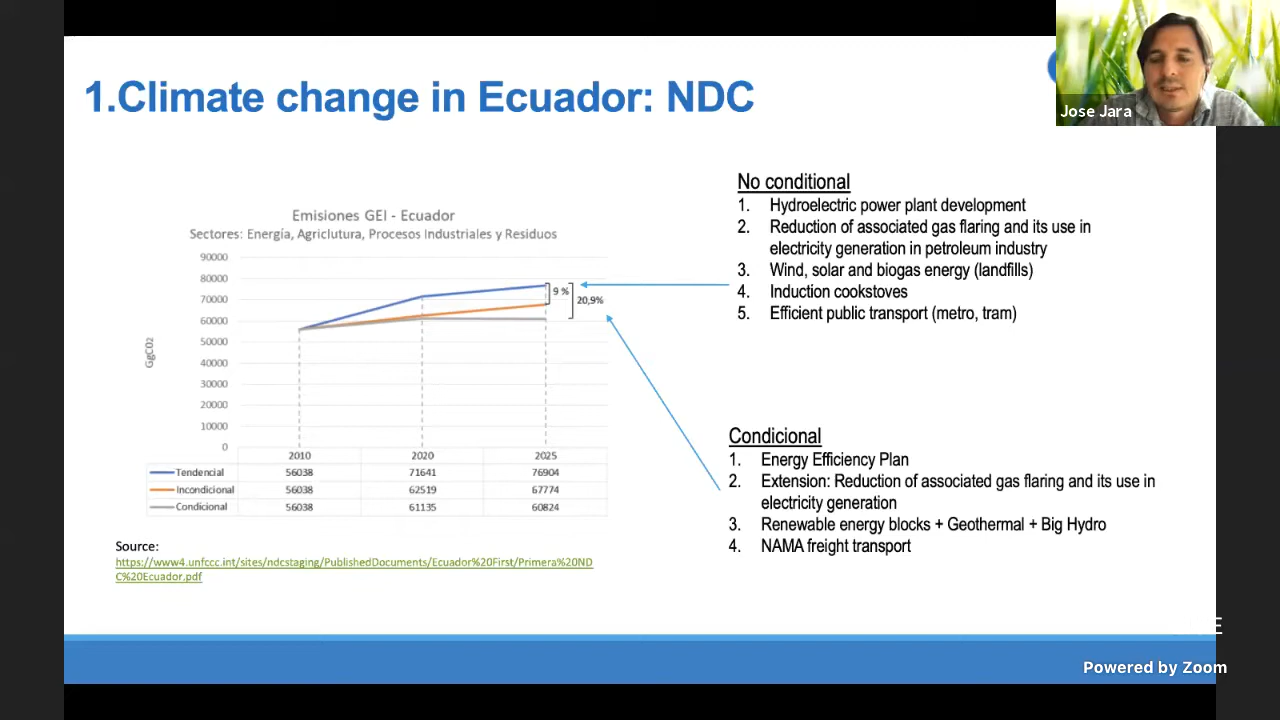 1.Climate change in Ecuador: NDC
Jose Jara
Emisiones GEI - Ecuador
Sectores: Energía, Agriclutura, Procesos Industriales y Residuos
90000
80000
70000
60000
50000
40000
30000
20000
10000
0
GgC02
9 %
20,9%
2010 2020 2025
Tendencial 56038 71641 76904
Incondicional 56038 62519 67774
Condicional 56038 61135 60824
Source:
https://www4.unfccc.int/sites/ndcstaging/PublishedDocuments/Ecuador%20First/Primera%20ND
C%20Ecuador.pdf
No conditional
1. Hydroelectric power plant development
2. Reduction of associated gas flaring and its use in
electricity generation in petroleum industry
3. Wind, solar and biogas energy (landfills)
4. Induction cookstoves
5. Efficient public transport (metro, tram)
Condicional
1. Energy Efficiency Plan
2. Extension: Reduction of associated gas flaring and its use in
electricity generation
3. Renewable energy blocks + Geothermal + Big Hydro
4. NAMA freight transport
Powered by Zoom